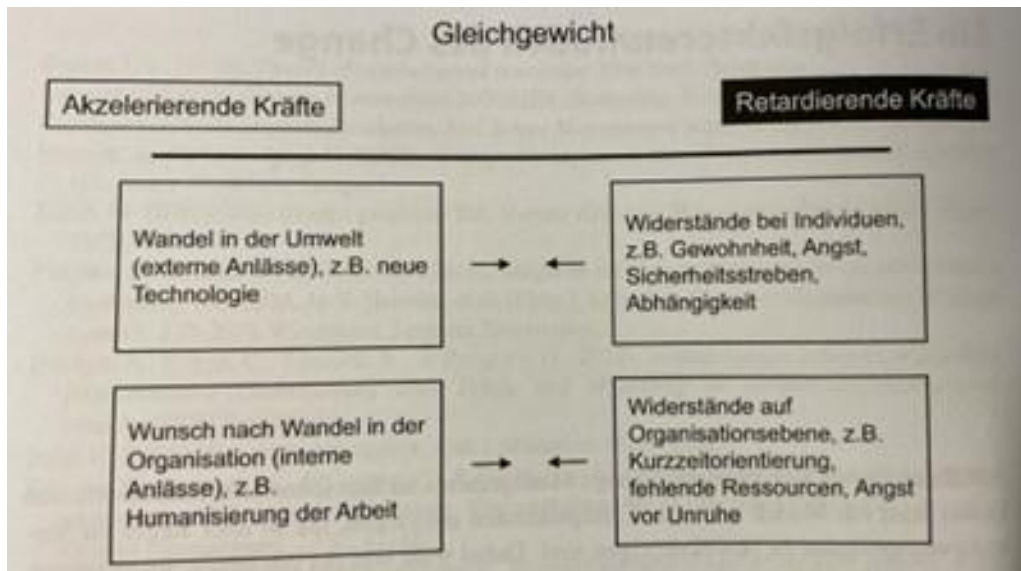 Gleichgewicht
Akzelerierende Kräfte
Retardierende Kräfte
Wandel in der Umwelt
(externe Anlässe), z.B. neue
Technologie
Widerstände bei Individuen,
z.B. Gewohnheit, Angst,
Sicherheitsstreben,
Abhängigkeit
Wunsch nach Wandel in der
Organisation (interne
Anlässe), z.B.
Humanisierung der Arbeit
Widerstände auf
Organisationsebene, z.B.
Kurzzeitorientierung,
fehlende Ressourcen, Angst
vor Unruhe